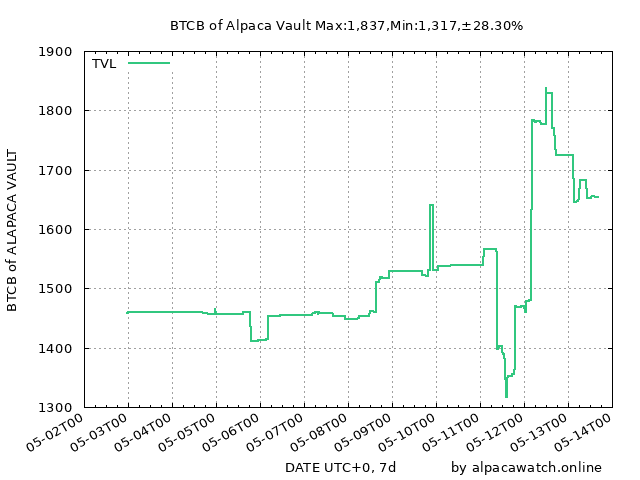 BTCB of Alpaca Vault Max:1,837,Min:1,317,±28.30%
TVL
1900
1800
1700
1600
1500
1400
1300
BTCB of ALAPACA VAULT
05-02T00
05-03T00
05-04T00
05-05T00
05-06T00
05-07T00
05-08T00
05-09T00
05-10T00
05-11T00
05-12T00
05-13T00
05-14T00
DATE UTC+0, 7d
by alpacawatch.online